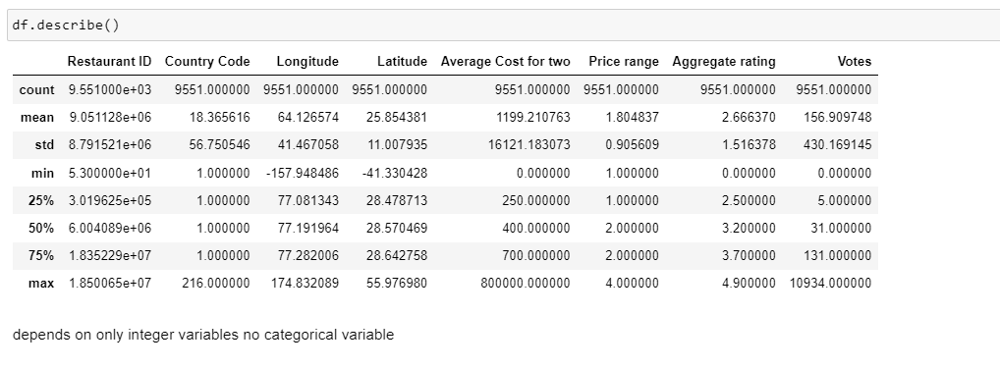 df.describe()
Restaurant ID Country Code Longitude Latitude Average Cost for two Price range Aggregate rating Votes
count 9.551000e+03 9551.000000 9551.000000 9551.000000 9551.000000 9551.000000 9551.000000 9551.000000
mean 9.051128e+06 18.365616 64.126574 25.854381 1199.210763 1.804837 2.666370 156.909748
std 8.791521e+06 56.750546 41.467058 11.007935 16121.183073 0.905609 1.516378 430.169145
min 5.300000e+01 1.000000 -157.948486 -41.330428 0.000000 1.000000 0.000000 0.000000
25% 3.019625e+05 1.000000 77.081343 28.478713 250.000000 1.000000 2.500000 5.000000
50% 6.004089e+06 1.000000 77.191964 28.570469 400.000000 2.000000 3.200000 31.000000
75% 1.835229e+07 1.000000 77.282006 28.642758 700.000000 2.000000 3.700000 131.000000
max 1.850065e+07 216.000000 174.832089 55.976980 800000.000000 4.000000 4.900000 10934.000000
depends on only integer variables no categorical variable